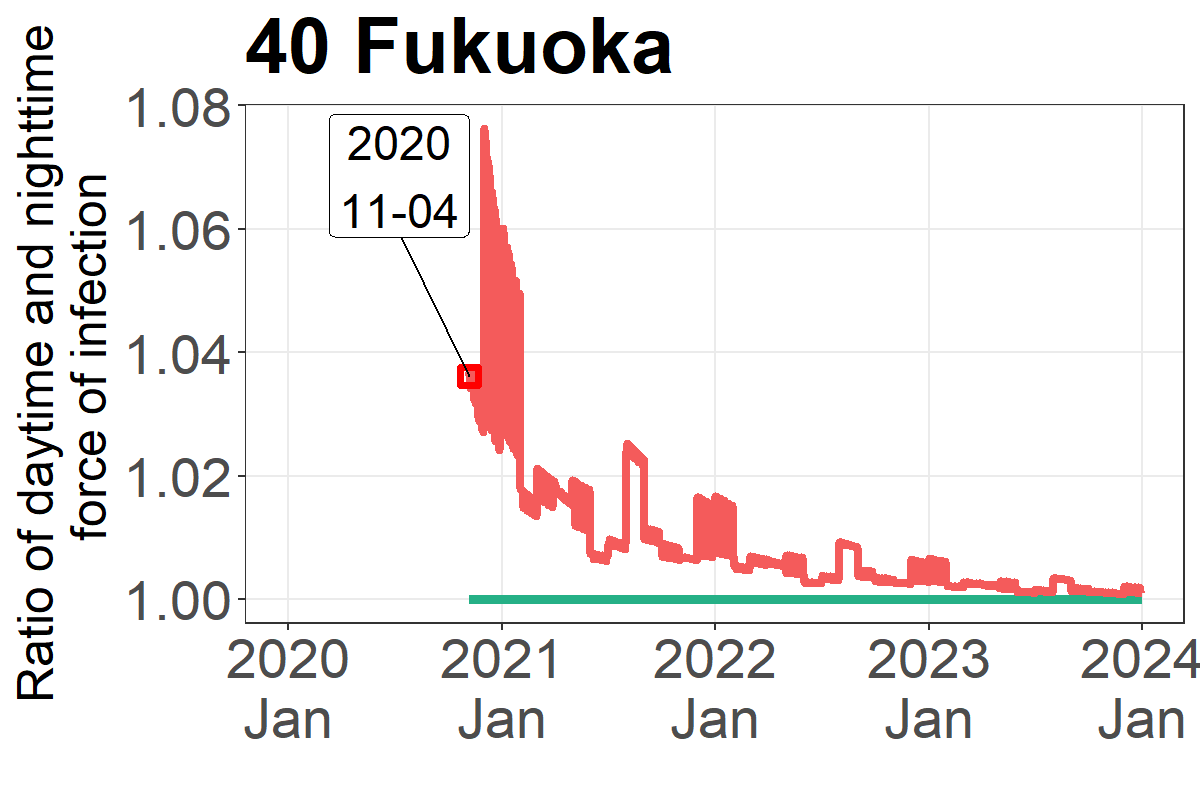 40 Fukuoka
Ratio of daytime and nighttime
force of infection
1.08
1.06
1.04
1.02
1.00
2020
11-04
2020
Jan
2021
Jan
2022
Jan
2023
Jan
2024
Jan